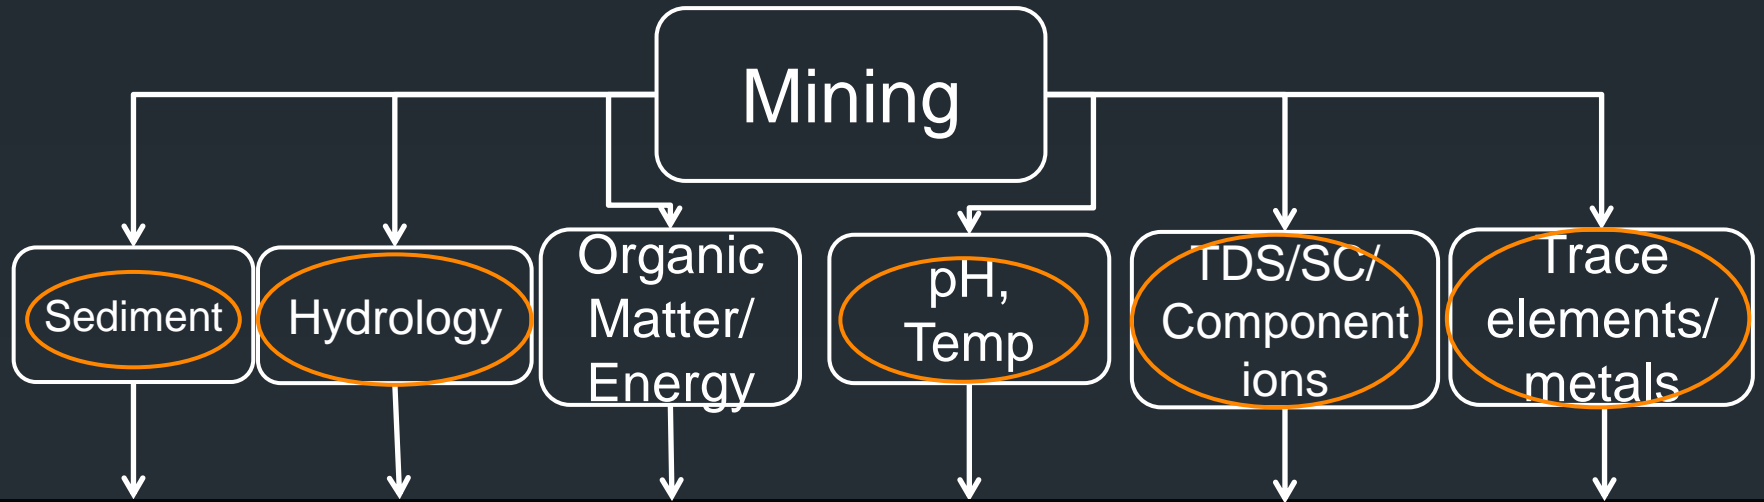 Mining
Sediment
Hydrology
Organic
Matter/
Energy
pH,
Temp
TDS/SC/
Component
ions
Trace
elements/
metals